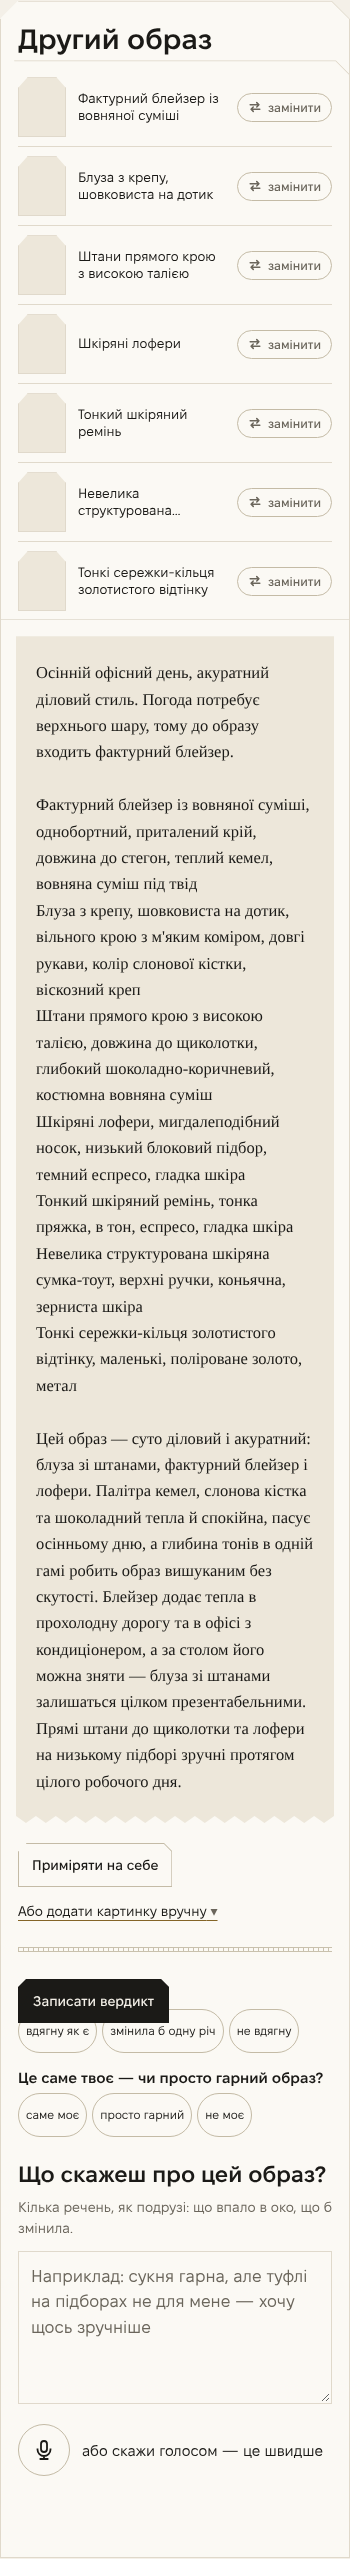 Другий образ
Фактурний блейзер із
вовняної суміші
замінити
Блуза з крепу,
шовковиста на дотик
замінити
Штани прямого крою
з високою талією
замінити
Шкіряні лофери
замінити
Тонкий шкіряний
ремінь
замінити
Невелика
структурована...
замінити
Тонкі сережки-кільця
золотистого відтінку
замінити
Осінній офісний день, акуратний
діловий стиль. Погода потребує
верхнього шару, тому до образу
входить фактурний блейзер.
Фактурний блейзер із вовняної суміші,
однобортний, приталений крій,
довжина до стегон, теплий кемел,
вовняна суміш під твід
Блуза з крепу, шовковиста на дотик,
вільного крою з м'яким коміром, довгі
рукави, колір слонової кістки,
віскозний креп
Штани прямого крою з високою
талією, довжина до щиколотки,
глибокий шоколадно-коричневий,
костюмна вовняна суміш
Шкіряні лофери, мигдалеподібний
носок, низький блоковий підбор,
темний еспресо, гладка шкіра
Тонкий шкіряний ремінь, тонка
пряжка, в тон, еспресо, гладка шкіра
Невелика структурована шкіряна
сумка-тоут, верхні ручки, коньячна,
зерниста шкіра
Тонкі сережки-кільця золотистого
відтінку, маленькі, поліроване золото,
метал
Цей образ — суто діловий і акуратний:
блуза зі штанами, фактурний блейзер і
лофери. Палітра кемел, слонова кістка
та шоколадний тепла й спокійна, пасує
осінньому дню, а глибина тонів в одній
гамі робить образ вишуканим без
скутості. Блейзер додає тепла в
прохолодну дорогу та в офісі з
кондиціонером, а за столом його
можна зняти — блуза зі штанами
залишаться цілком презентабельними.
Прямі штани до щиколотки та лофери
на низькому підборі зручні протягом
цілого робочого дня.
Приміряти на себе
Або додати картинку вручну ▾
Записати вердикт
вдягну як є
змінила б одну річ
не вдягну
Це саме твоє — чи просто гарний образ?
саме моє
просто гарний
не моє
Що скажеш про цей образ?
Кілька речень, як подрузі: що впало в око, що б
змінила.
Наприклад: сукня гарна, але туфлі
на підборах не для мене — хочу
щось зручніше
або скажи голосом — це швидше